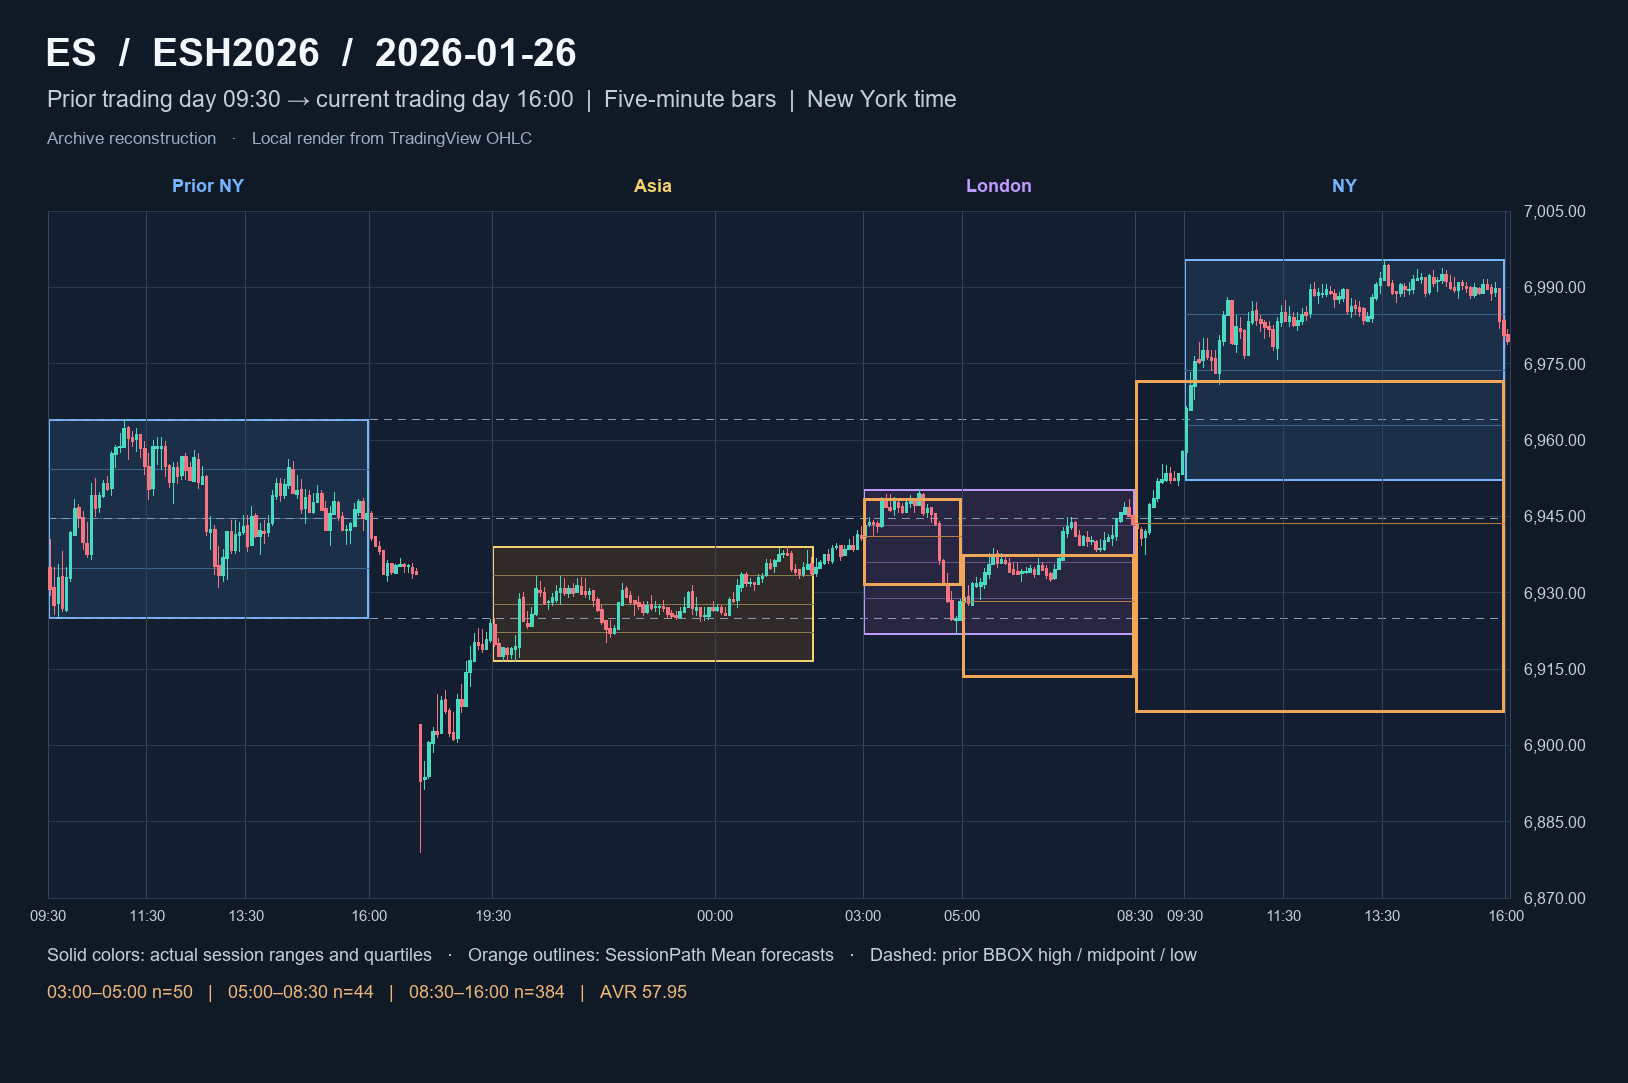 ES / ESH2026 / 2026-01-26
Prior trading day 09:30 → current trading day 16:00 | Five-minute bars | New York time
Archive reconstruction · Local render from TradingView OHLC
Prior NY Asia London NY
7,005.00
6,990.00
6,975.00
6,960.00
6,945.00
6,930.00
6,915.00
6,900.00
6,885.00
6,870.00
09:30 11:30 13:30 16:00 19:30 00:00 03:00 05:00 08:30 09:30 11:30 13:30 16:00
Solid colors: actual session ranges and quartiles · Orange outlines: SessionPath Mean forecasts · Dashed: prior BBOX high / midpoint / low
03:00–05:00 n=50 | 05:00–08:30 n=44 | 08:30–16:00 n=384 | AVR 57.95